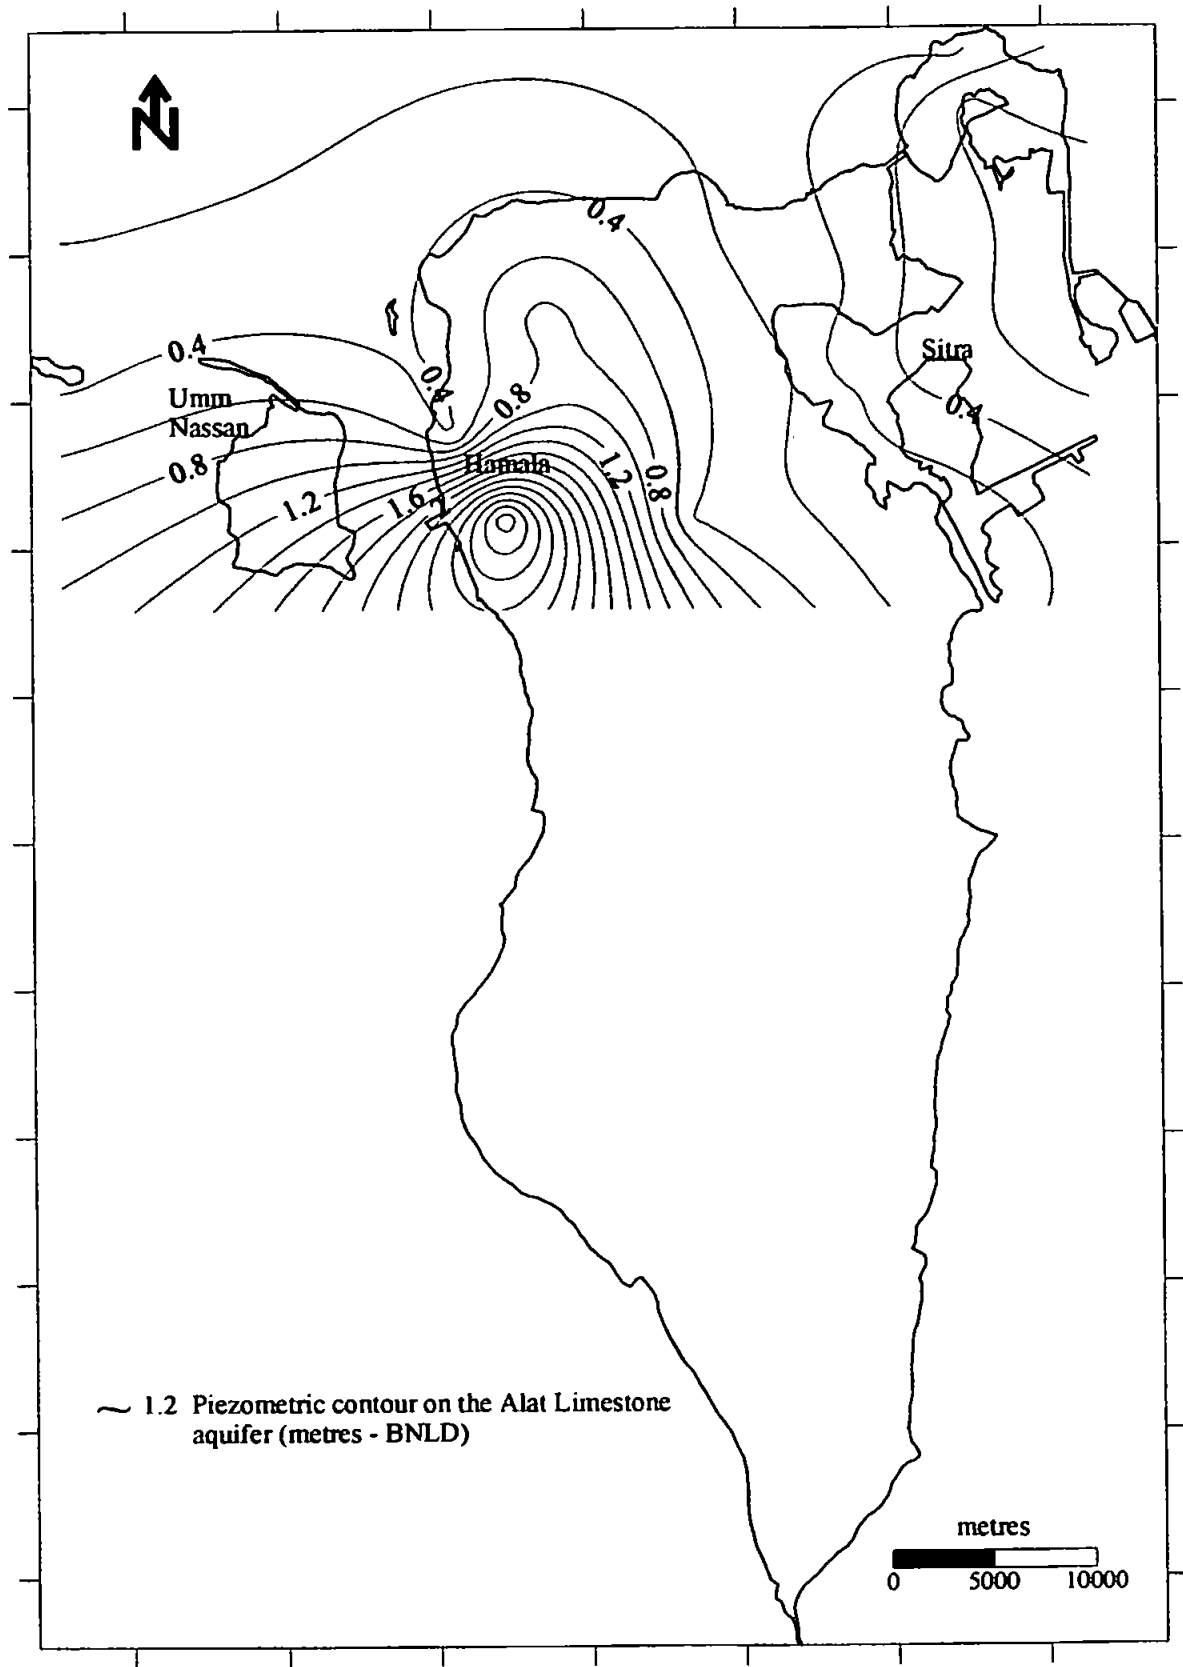 N
0.4
0.4
Sitra
Umm
Nassan
0.4
0.8
0.4
0.8
Hamala
1.2
0.8
1.2
1.6
1.2 Piezometric contour on the Alat Limestone
aquifer (metres - BNLD)
metres
0 5000 10000